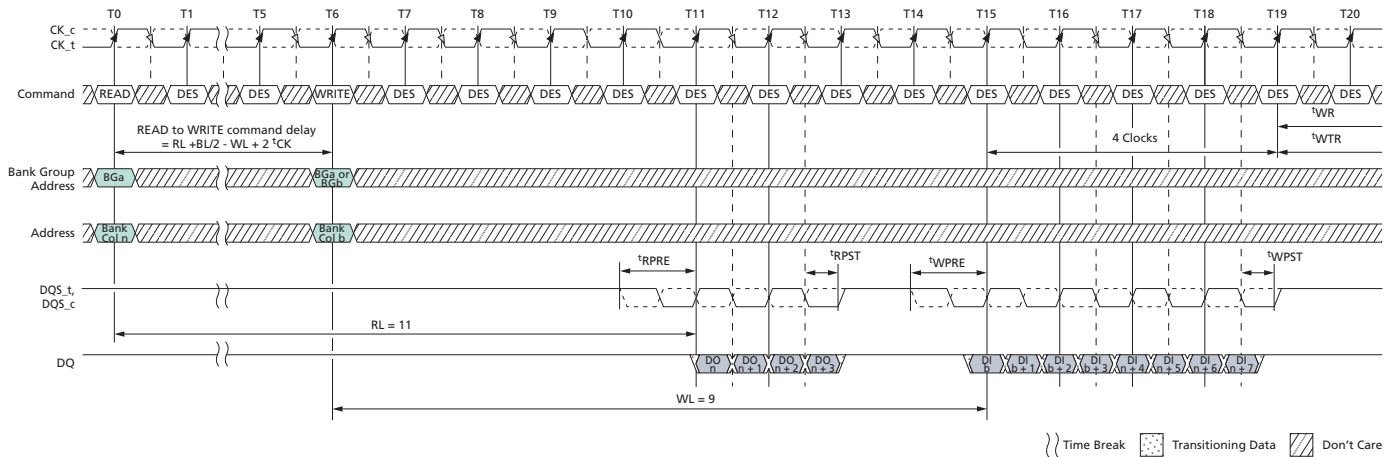 T0 T1 T5 T6 T7 T8 T9 T10 T11 T12 T13 T14 T15 T16 T17 T18 T19 T20
CK_c
CK_t
Command READ DES DES WRITE DES DES DES DES DES DES DES DES DES DES DES DES DES DES
READ to WRITE command delay
= RL +BL/2 - WL + 2 tCK
4 Clocks
tWR
tWTR
Bank Group
Address
BGa
BGa or
BGb
Address
Bank
Col n
Bank
Col b
tRPRE tRPST tWPRE tWPST
DQS_t,
DQS_c
RL = 11
DQ
DO
n
DO
n + 1
DO
n + 2
DO
n + 3
DI
b
DI
b + 1
DI
b + 2
DI
b + 3
DI
n + 4
DI
n + 5
DI
n + 6
DI
n + 7
WL = 9
Time Break Transitioning Data Don't Care